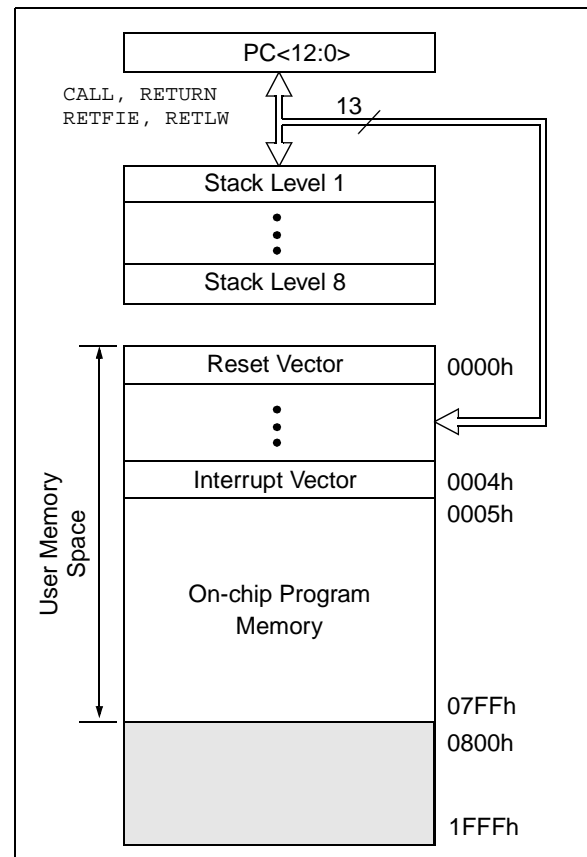 PC<12:0>
CALL, RETURN
RETFIE, RETLW
13
Stack Level 1
Stack Level 8
Reset Vector
0000h
Interrupt Vector
0004h
0005h
User Memory
Space
On-chip Program
Memory
07FFh
0800h
1FFFh